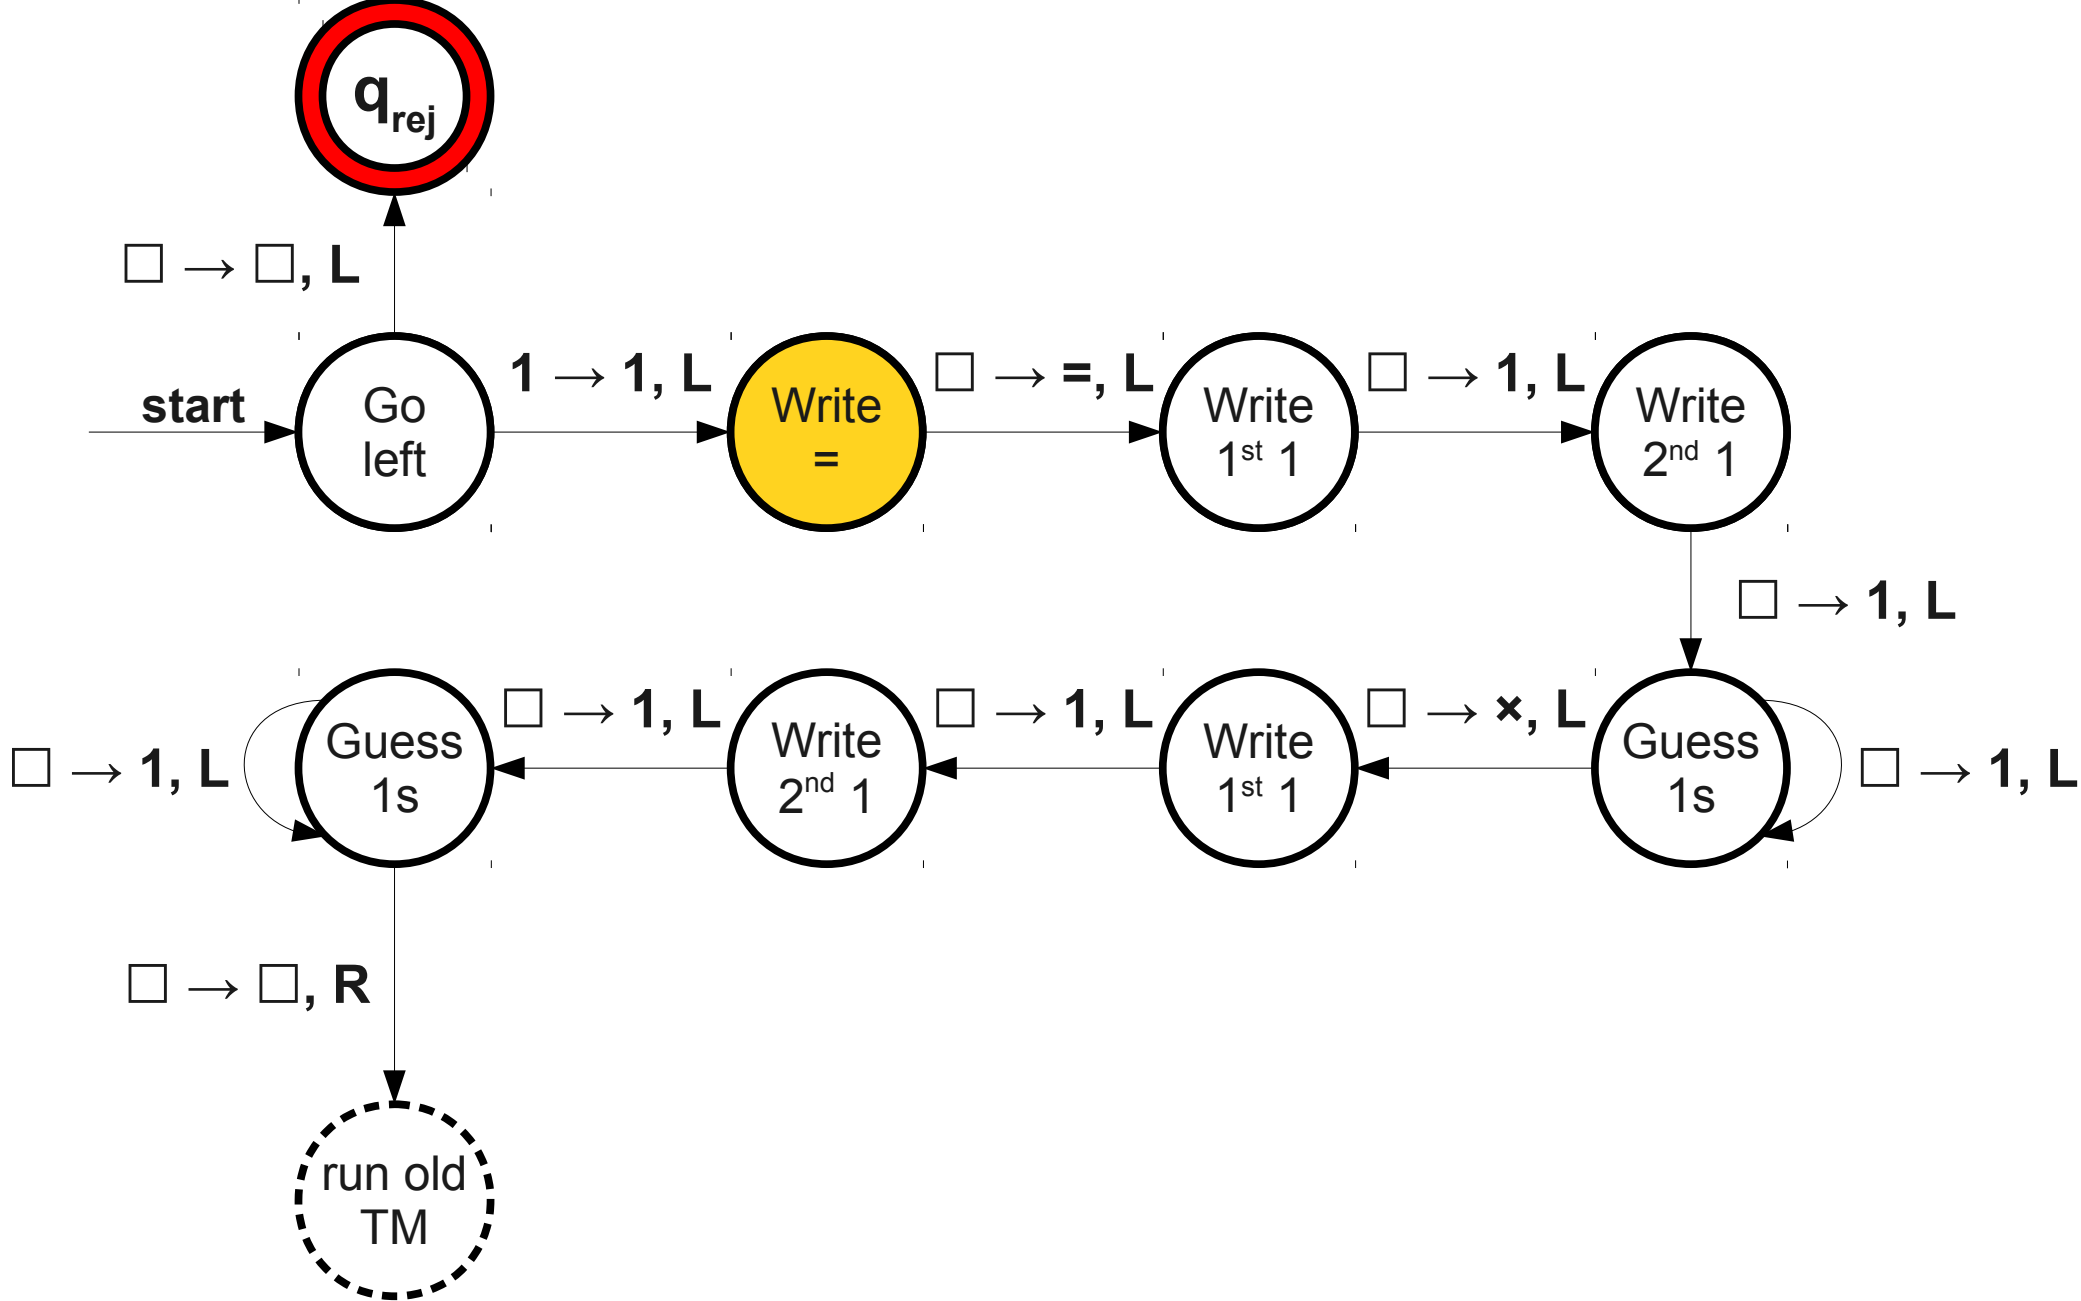 q_rej
□ → □, L
start
Go
left
1 → 1, L
Write
=
□ → =, L
Write
1st 1
□ → 1, L
Write
2nd 1
□ → 1, L
□ → 1, L
Guess
1s
□ → 1, L
Write
2nd 1
□ → 1, L
Write
1st 1
□ → ×, L
Guess
1s
□ → 1, L
□ → □, R
run old
TM